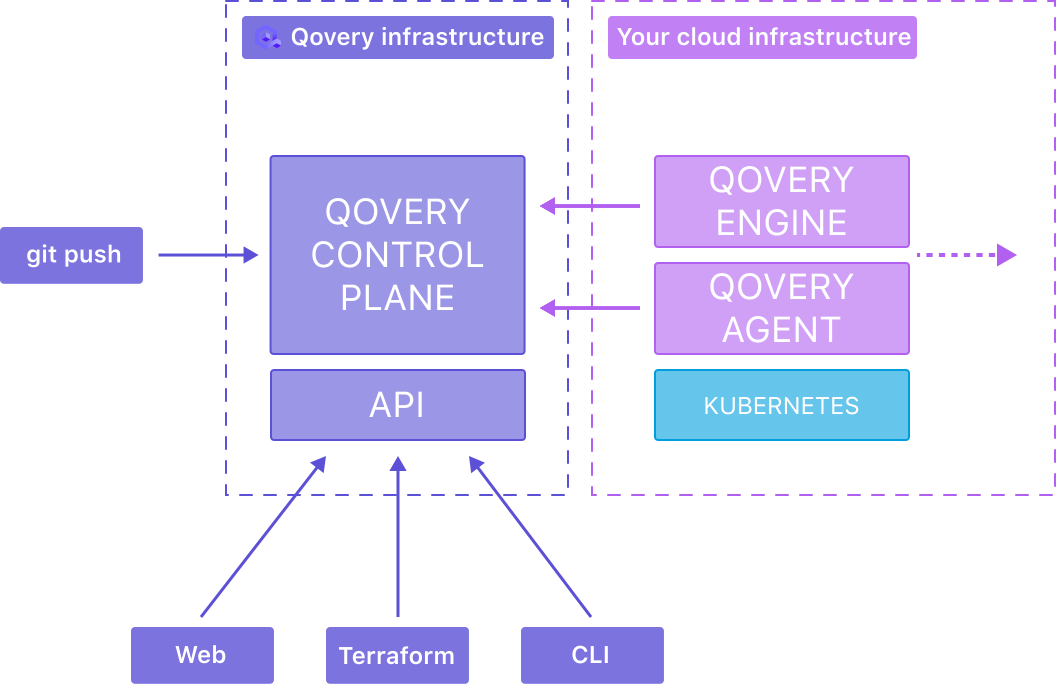 Qovery infrastructure
Your cloud infrastructure
QOVERY
CONTROL
PLANE
QOVERY
ENGINE
git push
QOVERY
AGENT
API
KUBERNETES
Web
Terraform
CLI